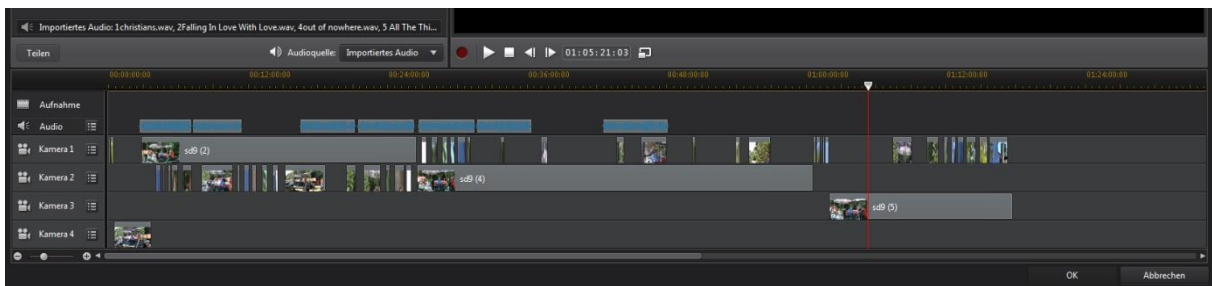 Importiertes Audio: 1christians.wav, 2Falling In Love With Love.wav, 4out of nowhere.wav, 5 All The Thi...
Teilen
Audioquelle: Importiertes Audio
01:05:21:03
00:00:00:00 00:12:00:00 00:24:00:00 00:36:00:00 00:48:00:00 01:00:00:00 01:12:00:00 01:24:00:00
Aufnahme
Audio
Kamera 1 sd9 (2)
Kamera 2 sd9 (4)
Kamera 3 sd9 (5)
Kamera 4
OK Abbrechen